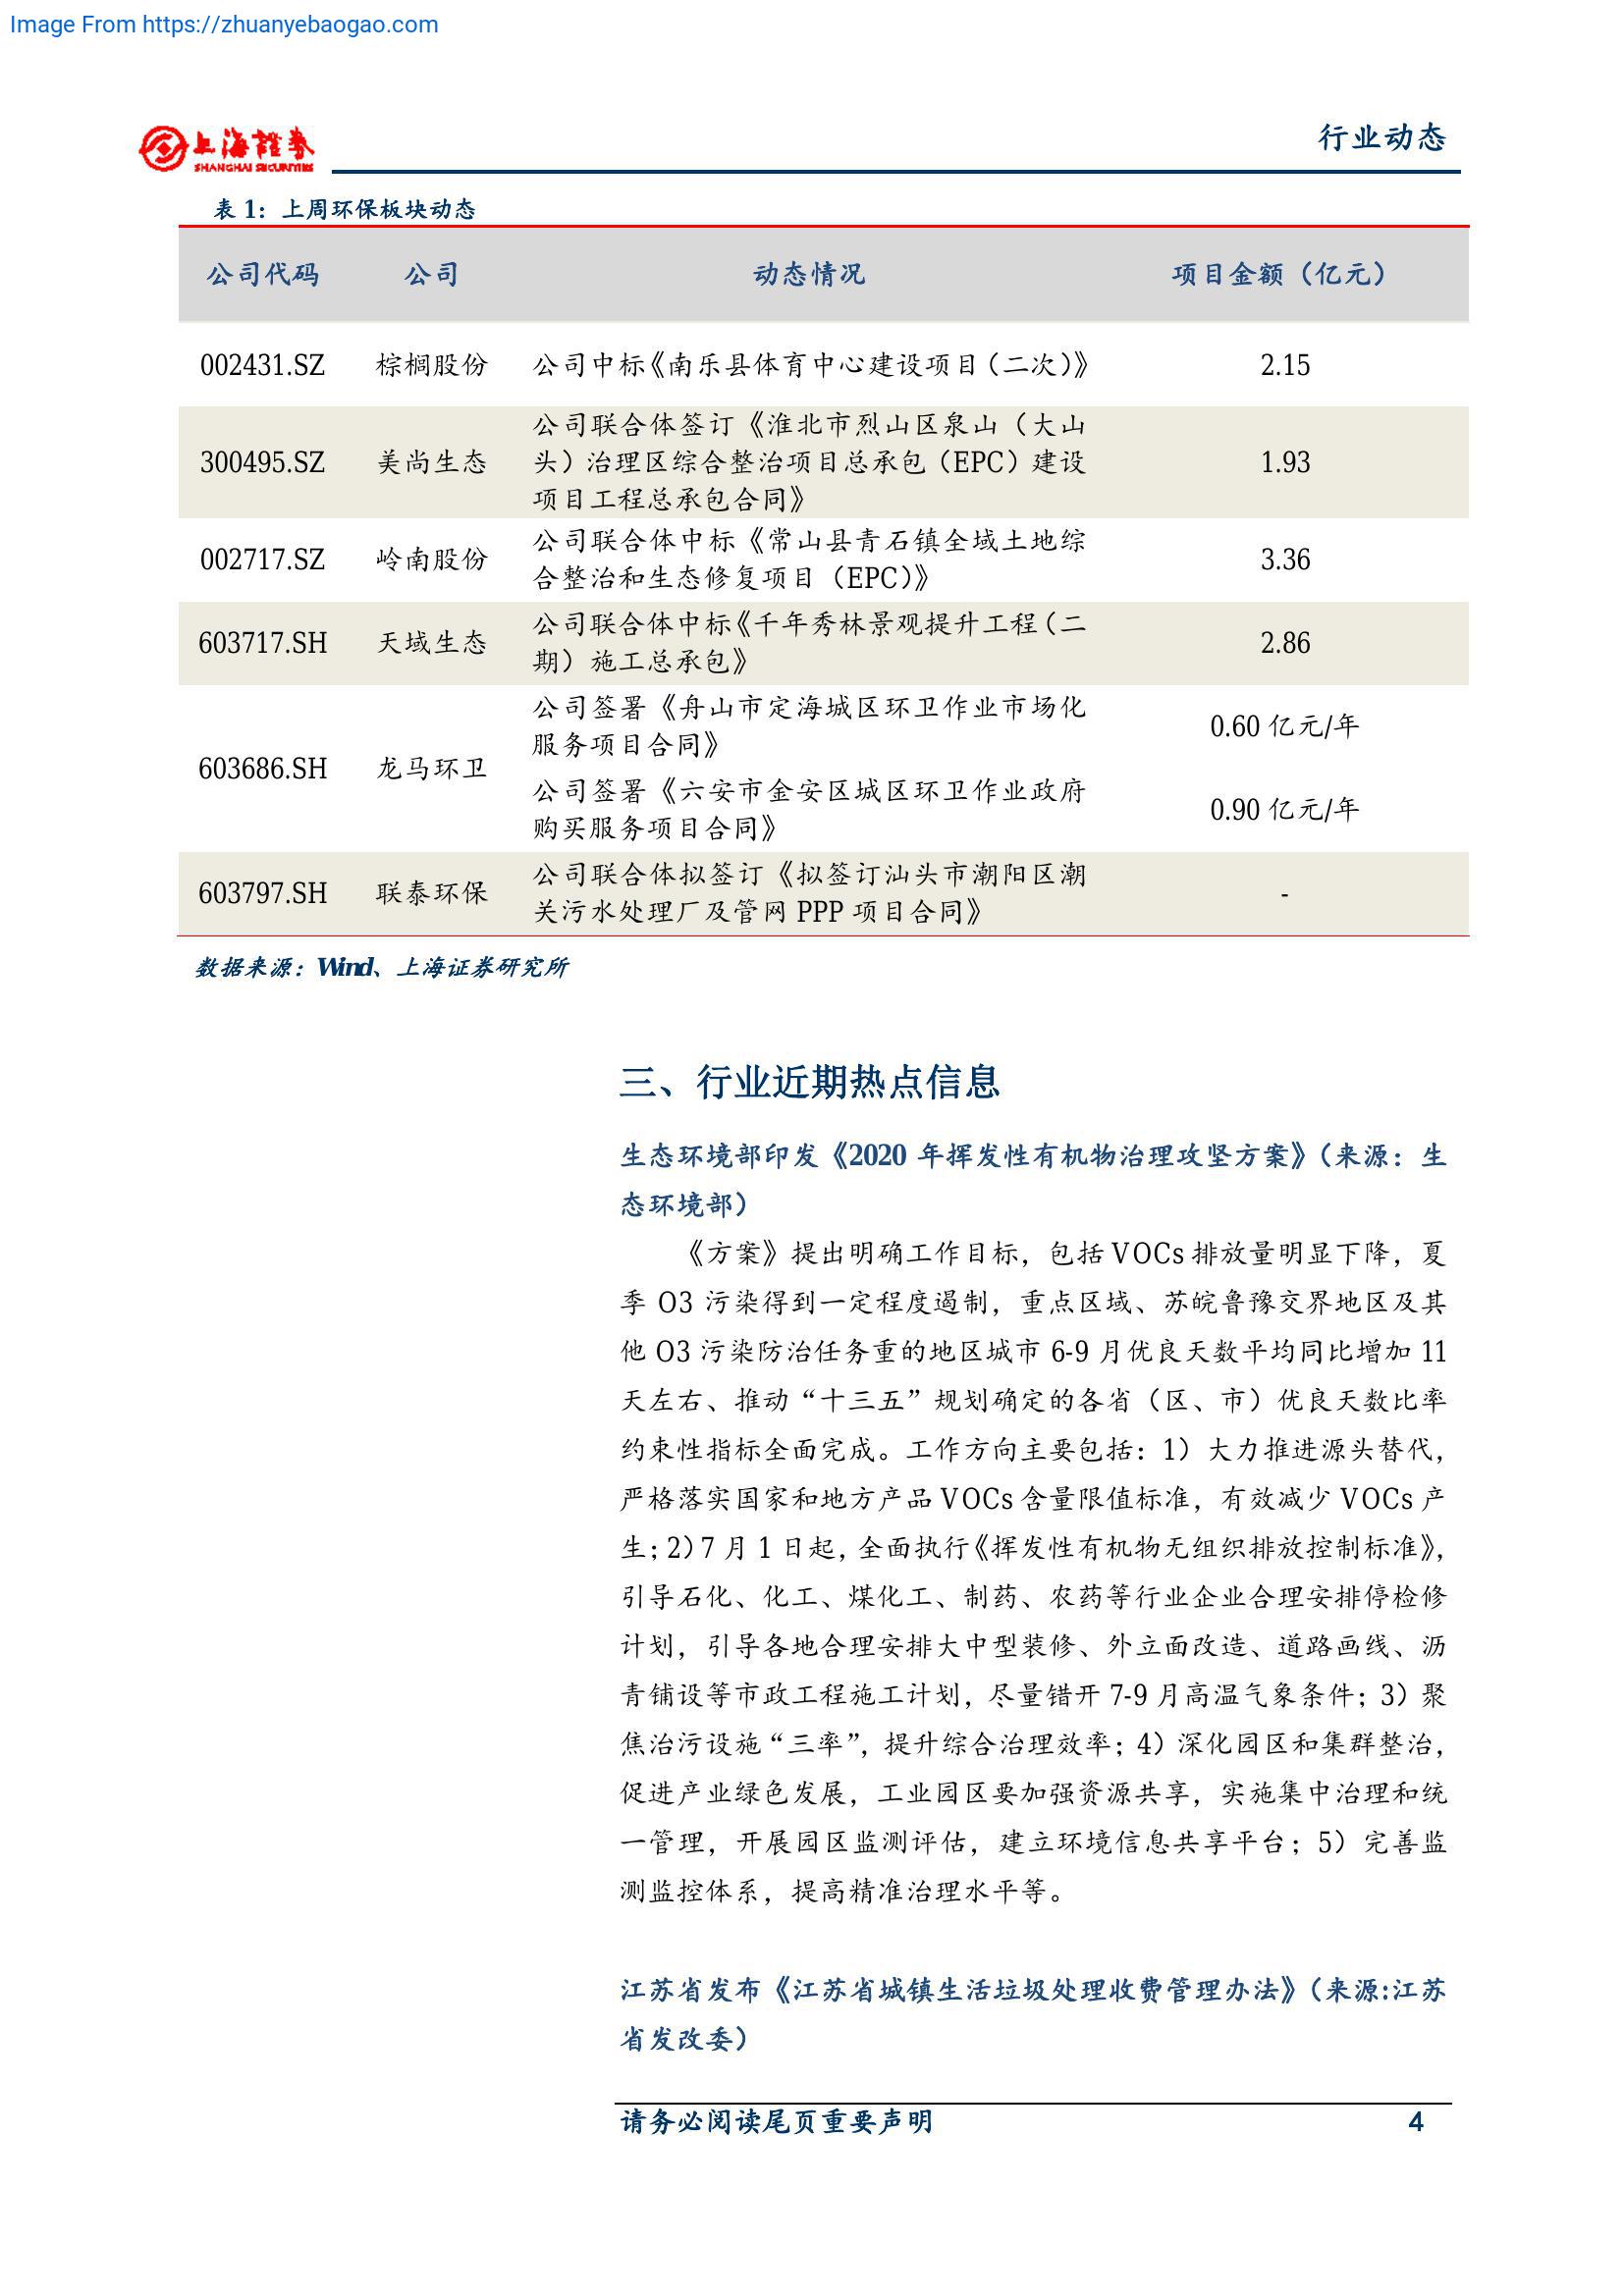 Image From https://zhuanyebaogao.com
上海證券
SHANGHAI SECURITIES
行业动态
表 1：上周环保板块动态
公司代码 公司 动态情况 项目金额（亿元）
002431.SZ 棕榈股份 公司中标《南乐县体育中心建设项目（二次）》 2.15
公司联合体签订《淮北市烈山区泉山（大山
300495.SZ 美尚生态 头）治理区综合整治项目总承包（EPC）建设 1.93
项目工程总承包合同》
公司联合体中标《常山县青石镇全域土地综
002717.SZ 岭南股份 3.36
合整治和生态修复项目（EPC）》
公司联合体中标《千年秀林景观提升工程（二
603717.SH 天域生态 2.86
期）施工总承包》
公司签署《舟山市定海城区环卫作业市场化
0.60 亿元/年
服务项目合同》
603686.SH 龙马环卫
公司签署《六安市金安区城区环卫作业政府
0.90 亿元/年
购买服务项目合同》
公司联合体拟签订《拟签订汕头市潮阳区潮
603797.SH 联泰环保 -
关污水处理厂及管网 PPP 项目合同》
数据来源：Wind、上海证券研究所
三、行业近期热点信息
生态环境部印发《2020 年挥发性有机物治理攻坚方案》（来源：生
态环境部）
《方案》提出明确工作目标，包括 VOCs 排放量明显下降，夏
季 O3 污染得到一定程度遏制，重点区域、苏皖鲁豫交界地区及其
他 O3 污染防治任务重的地区城市 6-9 月优良天数平均同比增加 11
天左右、推动“十三五”规划确定的各省（区、市）优良天数比率
约束性指标全面完成。工作方向主要包括：1）大力推进源头替代，
严格落实国家和地方产品 VOCs 含量限值标准，有效减少 VOCs 产
生；2）7 月 1 日起，全面执行《挥发性有机物无组织排放控制标准》，
引导石化、化工、煤化工、制药、农药等行业企业合理安排停检修
计划，引导各地合理安排大中型装修、外立面改造、道路画线、沥
青铺设等市政工程施工计划，尽量错开 7-9 月高温气象条件；3）聚
焦治污设施“三率”，提升综合治理效率；4）深化园区和集群整治，
促进产业绿色发展，工业园区要加强资源共享，实施集中治理和统
一管理，开展园区监测评估，建立环境信息共享平台；5）完善监
测监控体系，提高精准治理水平等。
江苏省发布《江苏省城镇生活垃圾处理收费管理办法》（来源:江苏
省发改委）
请务必阅读尾页重要声明 4